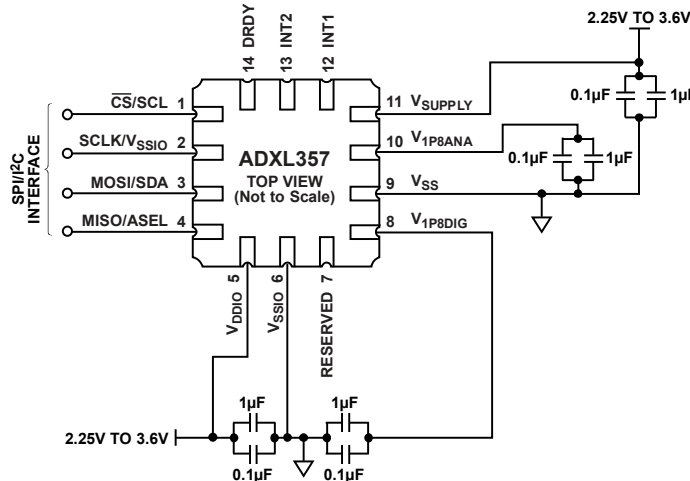 2.25V TO 3.6V
14 DRDY
13 INT2
12 INT1
0.1µF
1µF
SPI/I²C
INTERFACE
CS/SCL 1
SCLK/VSSIO 2
MOSI/SDA 3
MISO/ASEL 4
ADXL357
TOP VIEW
(Not to Scale)
11 VSUPPLY
10 V1P8ANA
0.1µF
1µF
9 VSS
8 V1P8DIG
VDDIO 5
VSSIO 6
RESERVED 7
1µF
1µF
2.25V TO 3.6V
0.1µF
0.1µF